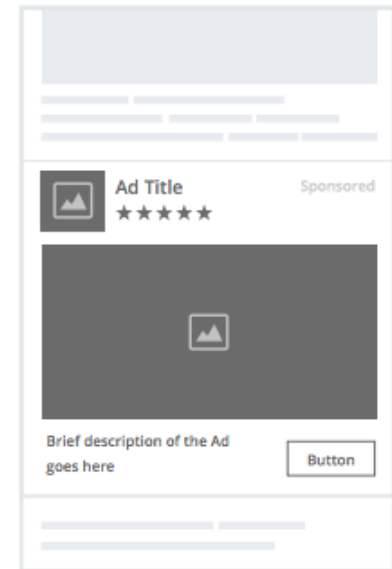 Ad Title
Sponsored
Brief description of the Ad
goes here
Button